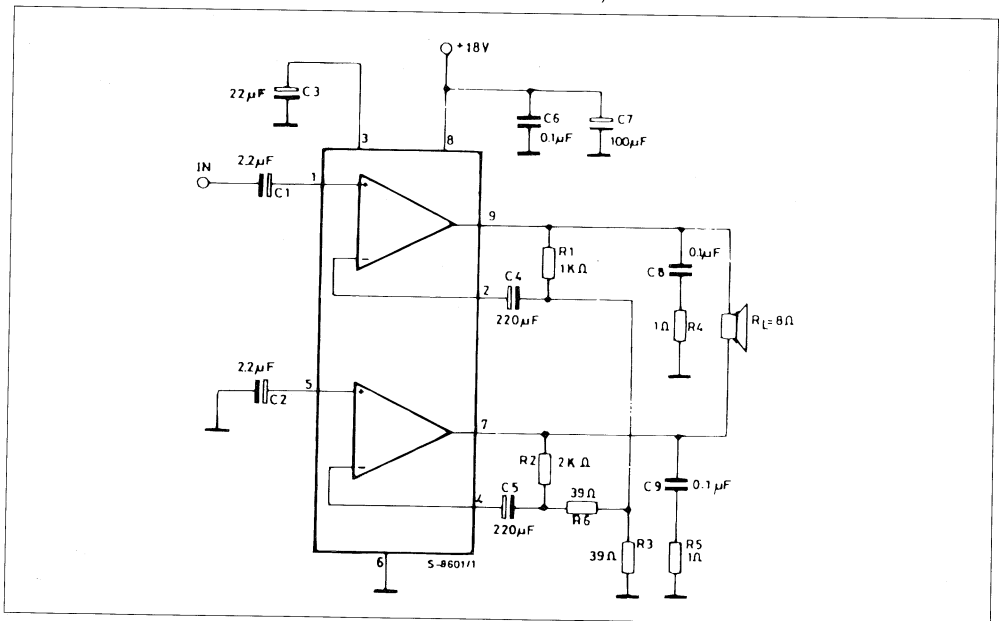 +18V
22µF
C3
C6
0.1µF
C7
100µF
3
8
IN
2.2µF
C1
1
9
R1
1KΩ
C4
220µF
2
0.1µF
C8
1Ω
R4
RL=8Ω
2.2µF
C2
5
7
R2
2KΩ
C5
220µF
4
39Ω
R6
C9
0.1µF
39Ω
R3
R5
1Ω
6
S-8601/1